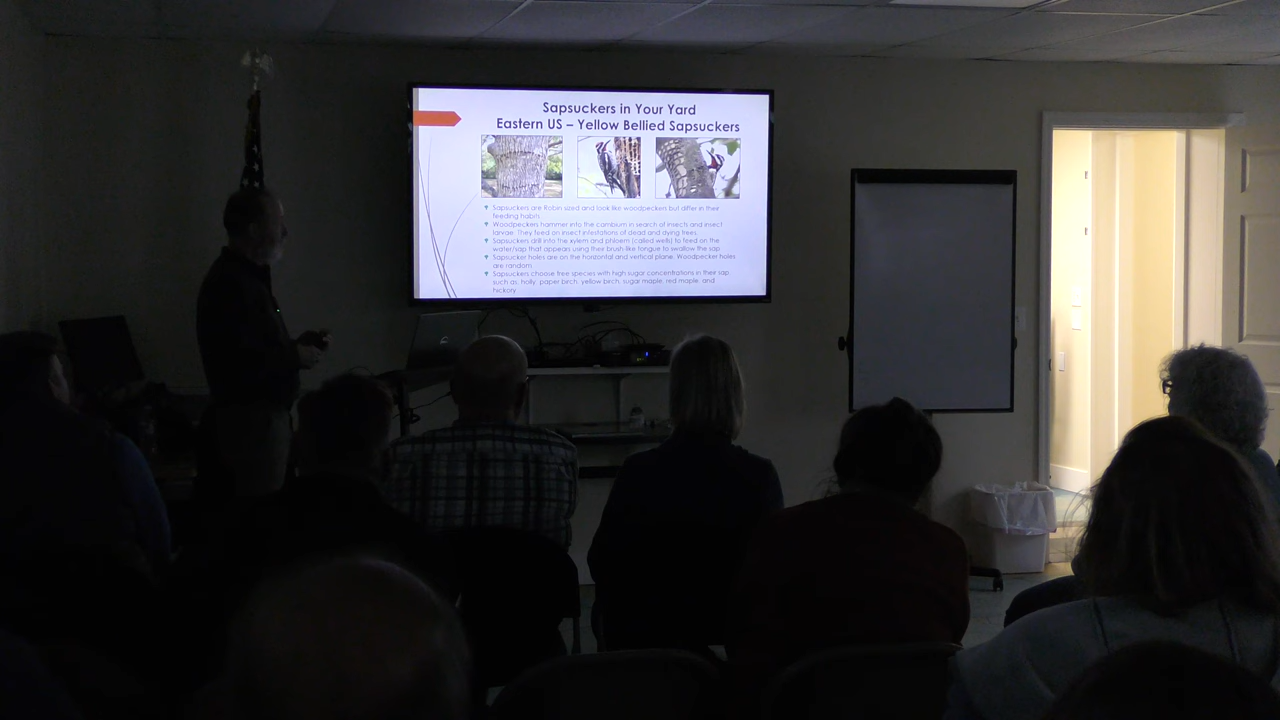 Sapsuckers in Your Yard
Eastern US – Yellow Bellied Sapsuckers
Sapsuckers are Robin sized and look like woodpeckers but differ in their
feeding habits.
Woodpeckers hammer into the cambium in search of insects and insect
larvae. They feed on insect infestations of dead and dying trees.
Sapsuckers drill into the xylem and phloem (called wells) to feed on the
water/sap that appears using their brush-like tongue to swallow the sap.
Sapsucker holes are on the horizontal and vertical plane. Woodpecker holes
are random.
Sapsuckers choose tree species with high sugar concentrations in their sap
such as, holly, paper birch, yellow birch, sugar maple, red maple, and
hickory